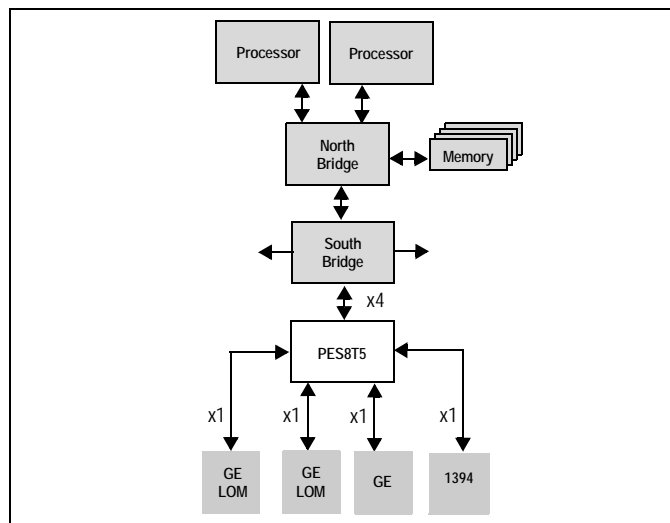 Processor
Processor
North
Bridge
Memory
South
Bridge
x4
PES8T5
x1
x1
x1
x1
GE
LOM
GE
LOM
GE
1394